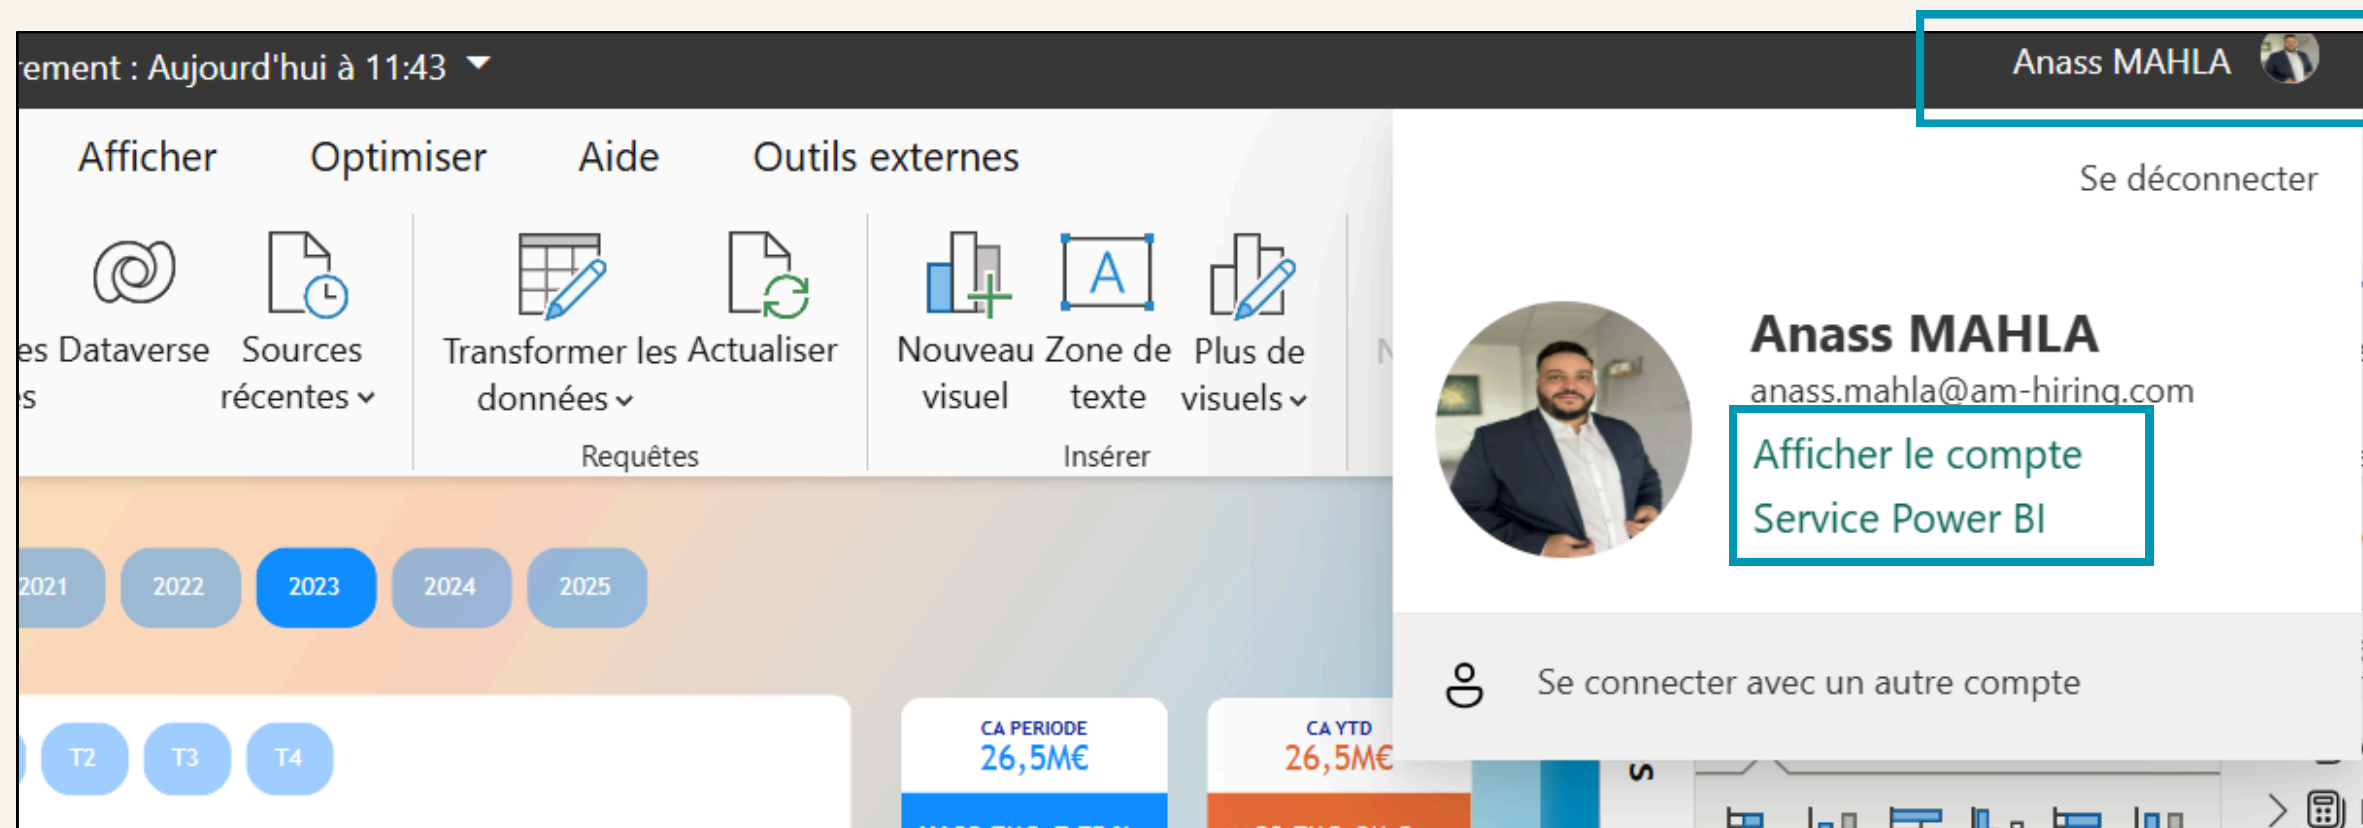 rement : Aujourd'hui à 11:43
Anass MAHLA
Afficher
Optimiser
Aide
Outils externes
Se déconnecter
es Dataverse
Sources
récentes
Transformer les
données
Actualiser
Nouveau
visuel
Zone de
texte
Plus de
visuels
Requêtes
Insérer
Anass MAHLA
anass.mahla@am-hiring.com
Afficher le compte
Service Power BI
Se connecter avec un autre compte
2021
2022
2023
2024
2025
T2
T3
T4
CA PERIODE
26,5M€
CA YTD
26,5M€